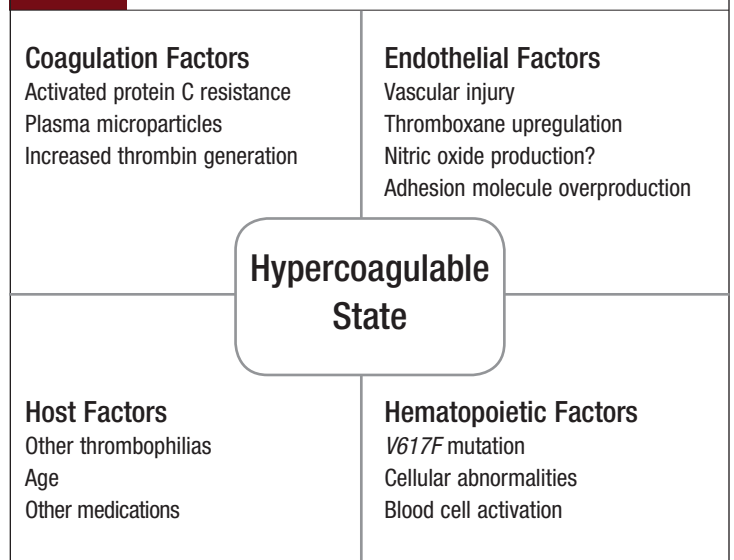 Coagulation Factors
Activated protein C resistance
Plasma microparticles
Increased thrombin generation
Endothelial Factors
Vascular injury
Thromboxane upregulation
Nitric oxide production?
Adhesion molecule overproduction
Hypercoagulable
State
Host Factors
Other thrombophilias
Age
Other medications
Hematopoietic Factors
V617F mutation
Cellular abnormalities
Blood cell activation